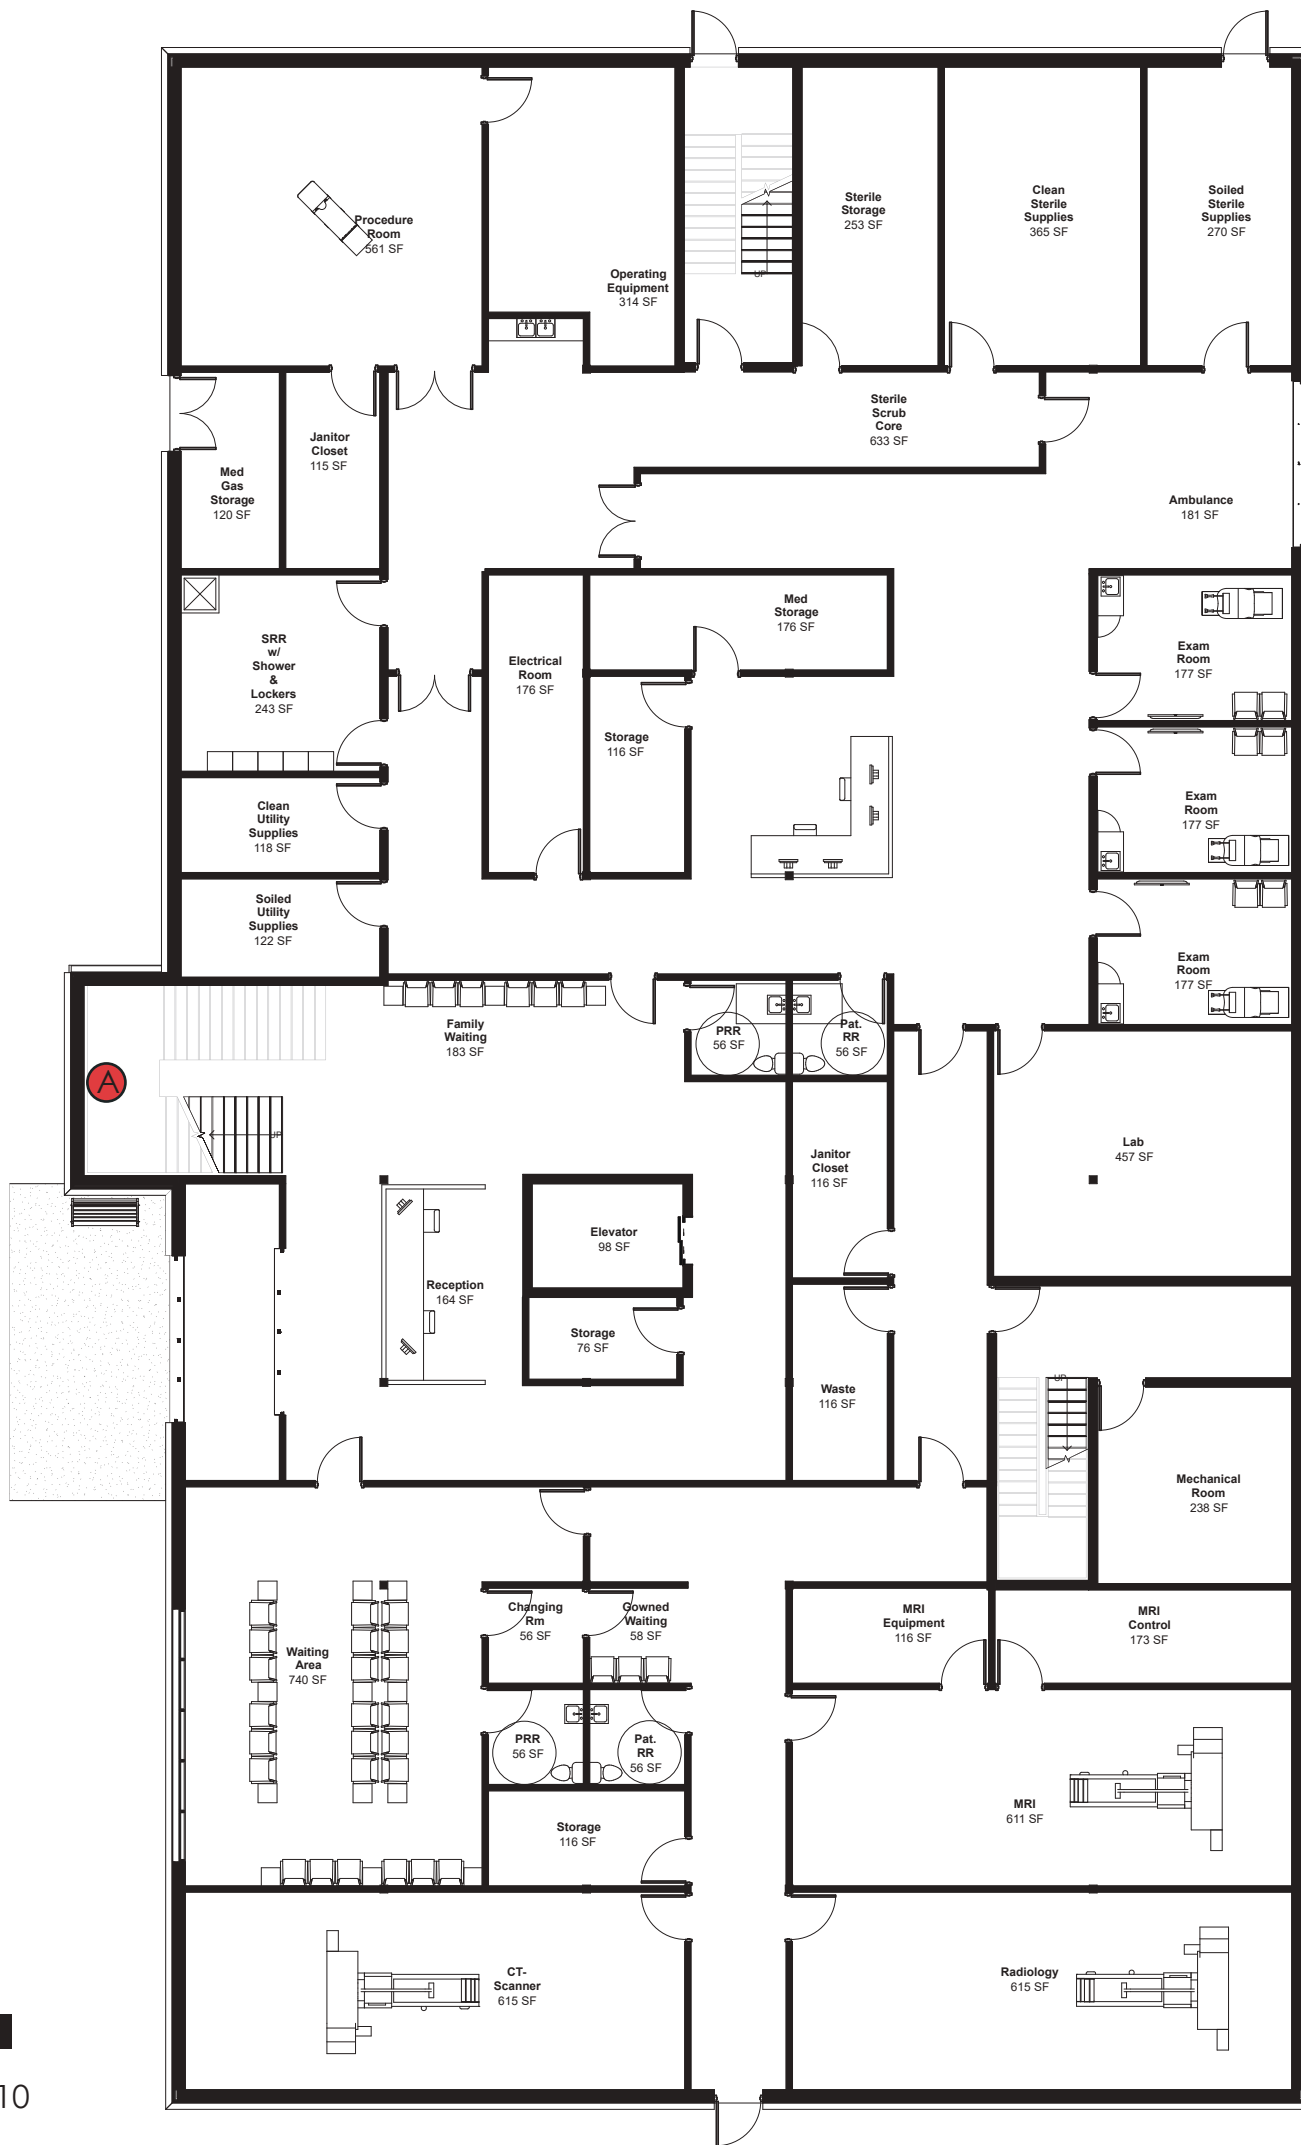 Procedure
Room
561 SF
Operating
Equipment
314 SF
UP
Sterile
Storage
253 SF
Clean
Sterile
Supplies
365 SF
Soiled
Sterile
Supplies
270 SF
Med
Gas
Storage
120 SF
Janitor
Closet
115 SF
Sterile
Scrub
Core
633 SF
Ambulance
181 SF
SRR
w/
Shower
&
Lockers
243 SF
Electrical
Room
176 SF
Med
Storage
176 SF
Storage
116 SF
Exam
Room
177 SF
Exam
Room
177 SF
Exam
Room
177 SF
Clean
Utility
Supplies
118 SF
Soiled
Utility
Supplies
122 SF
Family
Waiting
183 SF
PRR
56 SF
Pat.
RR
56 SF
A
UP
Janitor
Closet
116 SF
Lab
457 SF
Elevator
98 SF
Reception
164 SF
Storage
76 SF
Waste
116 SF
UP
Mechanical
Room
238 SF
Changing
Rm
56 SF
Gowned
Waiting
58 SF
MRI
Equipment
116 SF
MRI
Control
173 SF
Waiting
Area
740 SF
PRR
56 SF
Pat.
RR
56 SF
MRI
611 SF
Storage
116 SF
CT-
Scanner
615 SF
Radiology
615 SF
10